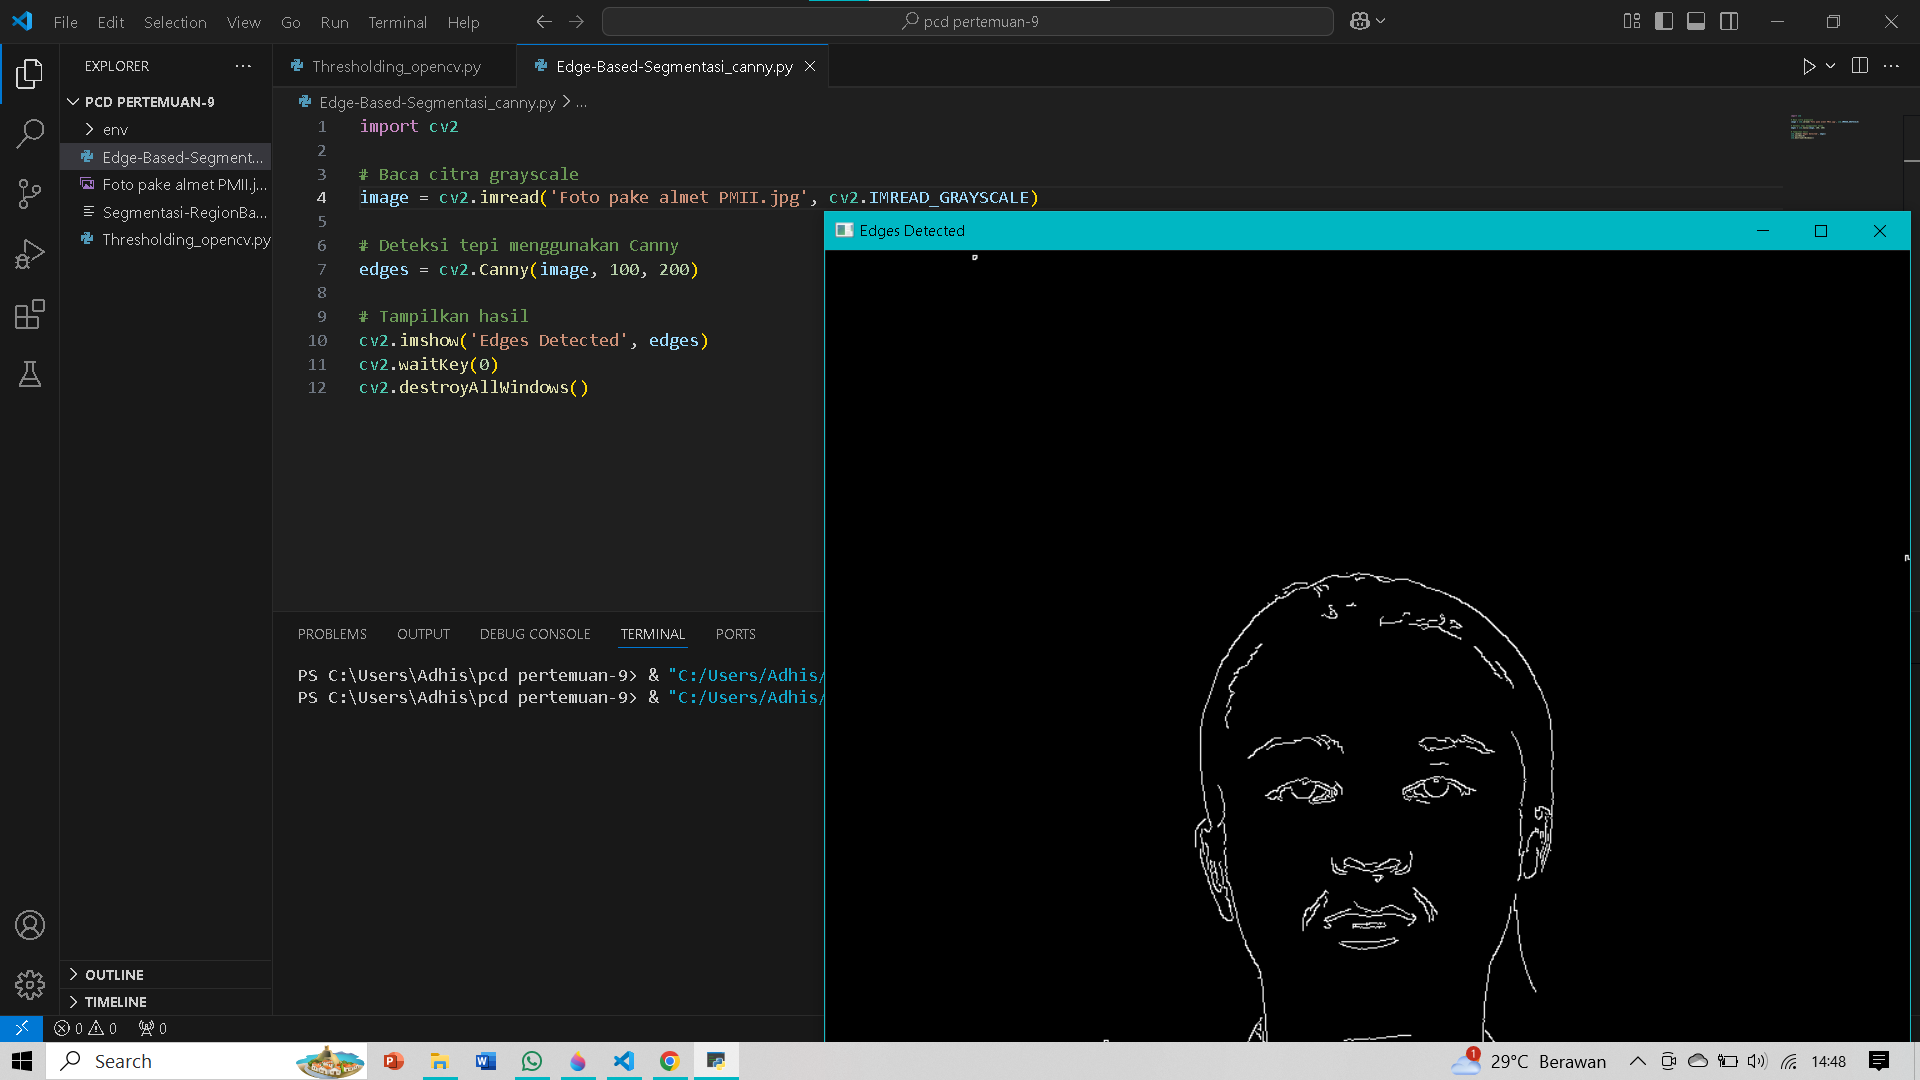 File Edit Selection View Go Run Terminal Help
pcd pertemuan-9
EXPLORER
PCD PERTEMUAN-9
env
Edge-Based-Segment...
Foto pake almet PMII.j...
Segmentasi-RegionBa...
Thresholding_opencv.py
OUTLINE
TIMELINE
Thresholding_opencv.py
Edge-Based-Segmentasi_canny.py
Edge-Based-Segmentasi_canny.py > ...
1 import cv2
2
3 # Baca citra grayscale
4 image = cv2.imread('Foto pake almet PMII.jpg', cv2.IMREAD_GRAYSCALE)
5
6 # Deteksi tepi menggunakan Canny
7 edges = cv2.Canny(image, 100, 200)
8
9 # Tampilkan hasil
10 cv2.imshow('Edges Detected', edges)
11 cv2.waitKey(0)
12 cv2.destroyAllWindows()
Edges Detected
PROBLEMS OUTPUT DEBUG CONSOLE TERMINAL PORTS
PS C:\Users\Adhis\pcd pertemuan-9> & "C:/Users/Adhis/
PS C:\Users\Adhis\pcd pertemuan-9> & "C:/Users/Adhis/
0 0 0
Search
1
29°C Berawan
14:48